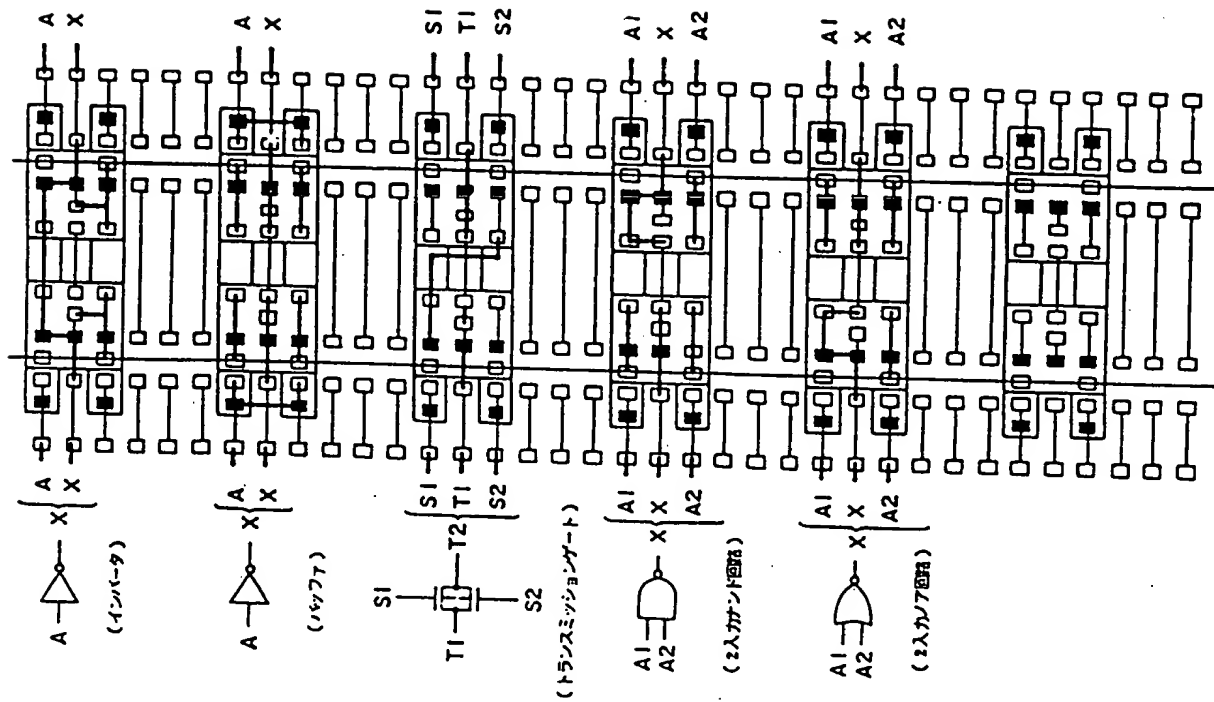 A
X
A X
A
X
(インバータ)
A
X
A X
A
X
(バッファ)
S1
T1
S2
S1
T1
S2
T1 T2
S1
S2
(トランスミッションゲート)
A1
X
A2
A1
X
A2
A1
A2
X
(2入力ナンド回路)
A1
X
A2
A1
X
A2
A1
A2
X
(2入力ノア回路)